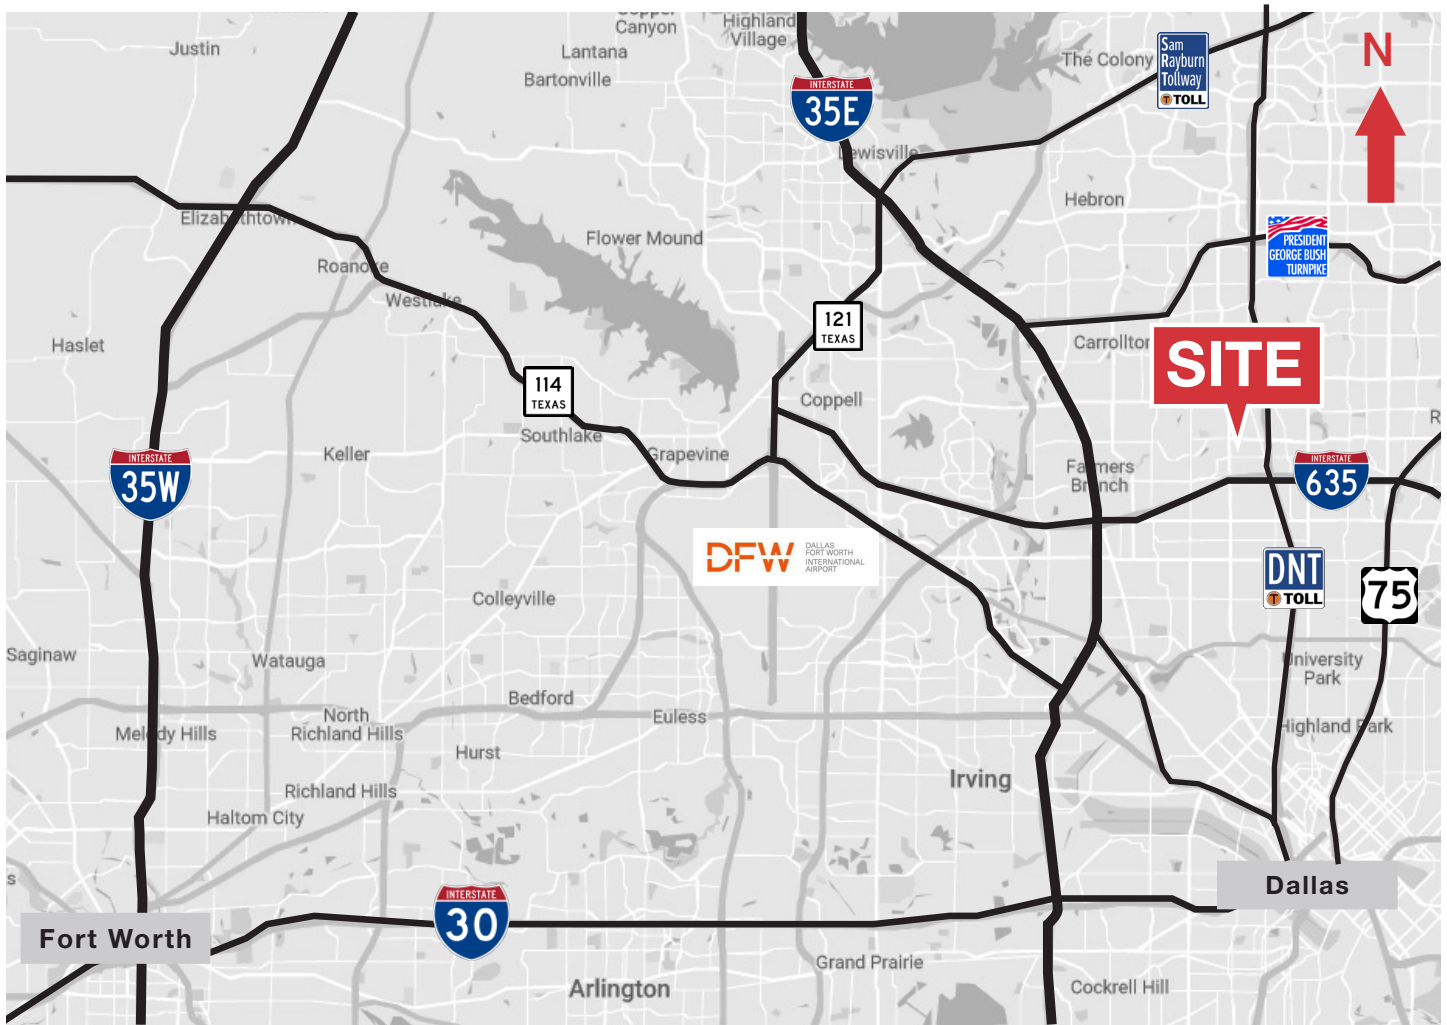 Copper
Canyon
Highland
Village
Justin
Lantana
Bartonville
The Colony
Sam
Rayburn
Tollway
T TOLL
N
INTERSTATE
35E
Lewisville
Hebron
Elizabethtown
Flower Mound
PRESIDENT
GEORGE BUSH
TURNPIKE
Roanoke
Westlake
121
TEXAS
Haslet
Carrollton
SITE
114
TEXAS
Coppell
R
Southlake
Keller
Grapevine
Farmers
Branch
INTERSTATE
35W
INTERSTATE
635
DFW
DALLAS
FORT WORTH
INTERNATIONAL
AIRPORT
DNT
T TOLL
75
Colleyville
Saginaw
Watauga
University
Park
Bedford
North
Richland Hills
Euless
Melody Hills
Highland Park
Hurst
Irving
Richland Hills
Haltom City
s
Dallas
INTERSTATE
30
Fort Worth
Grand Prairie
Arlington
Cockrell Hill